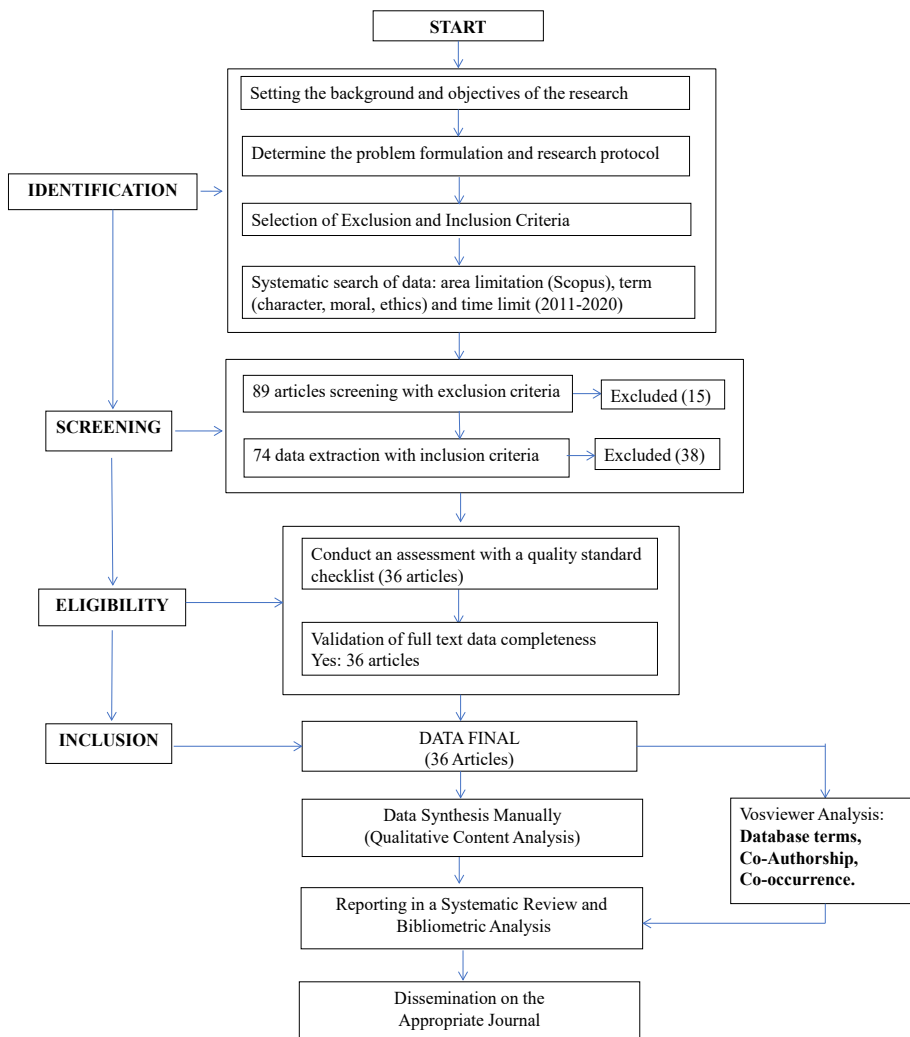 START
Setting the background and objectives of the research
Determine the problem formulation and research protocol
IDENTIFICATION
Selection of Exclusion and Inclusion Criteria
Systematic search of data: area limitation (Scopus), term
(character, moral, ethics) and time limit (2011-2020)
89 articles screening with exclusion criteria
Excluded (15)
SCREENING
74 data extraction with inclusion criteria
Excluded (38)
Conduct an assessment with a quality standard
checklist (36 articles)
ELIGIBILITY
Validation of full text data completeness
Yes: 36 articles
INCLUSION
DATA FINAL
(36 Articles)
Data Synthesis Manually
(Qualitative Content Analysis)
Vosviewer Analysis:
Database terms,
Co-Authorship,
Co-occurrence.
Reporting in a Systematic Review and
Bibliometric Analysis
Dissemination on the
Appropriate Journal